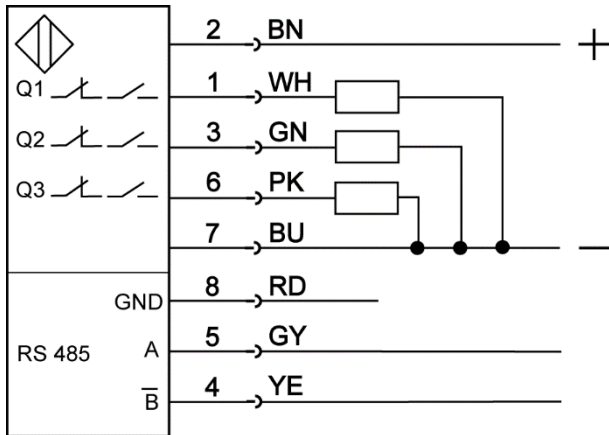 2 BN +
Q1 1 WH
Q2 3 GN
Q3 6 PK
7 BU −
GND 8 RD
RS 485 A 5 GY
B̅ 4 YE